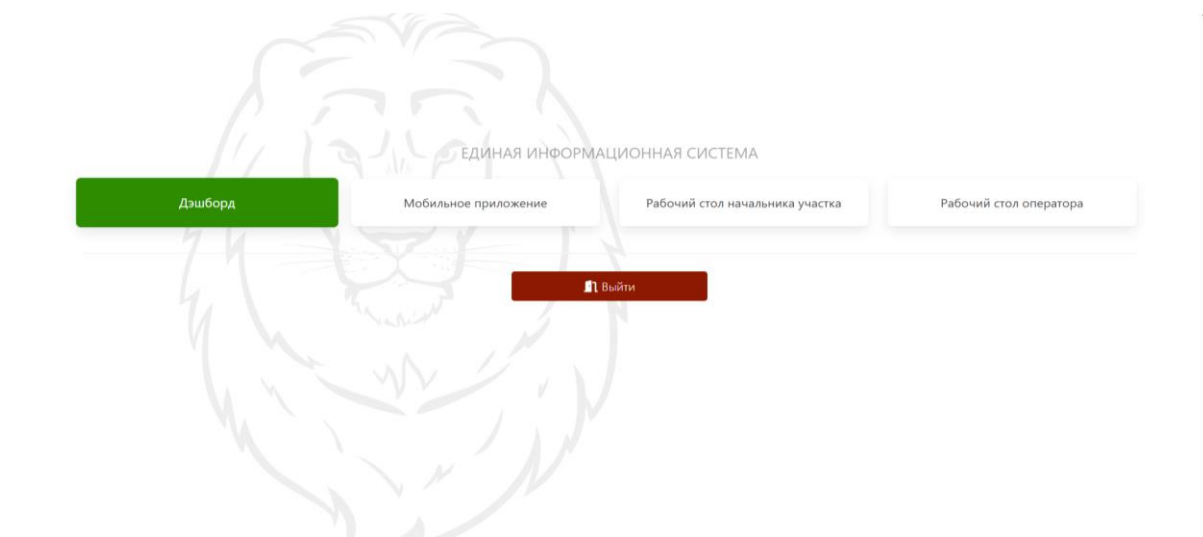 ЕДИНАЯ ИНФОРМАЦИОННАЯ СИСТЕМА
Дэшборд
Мобильное приложение
Рабочий стол начальника участка
Рабочий стол оператора
Выйти